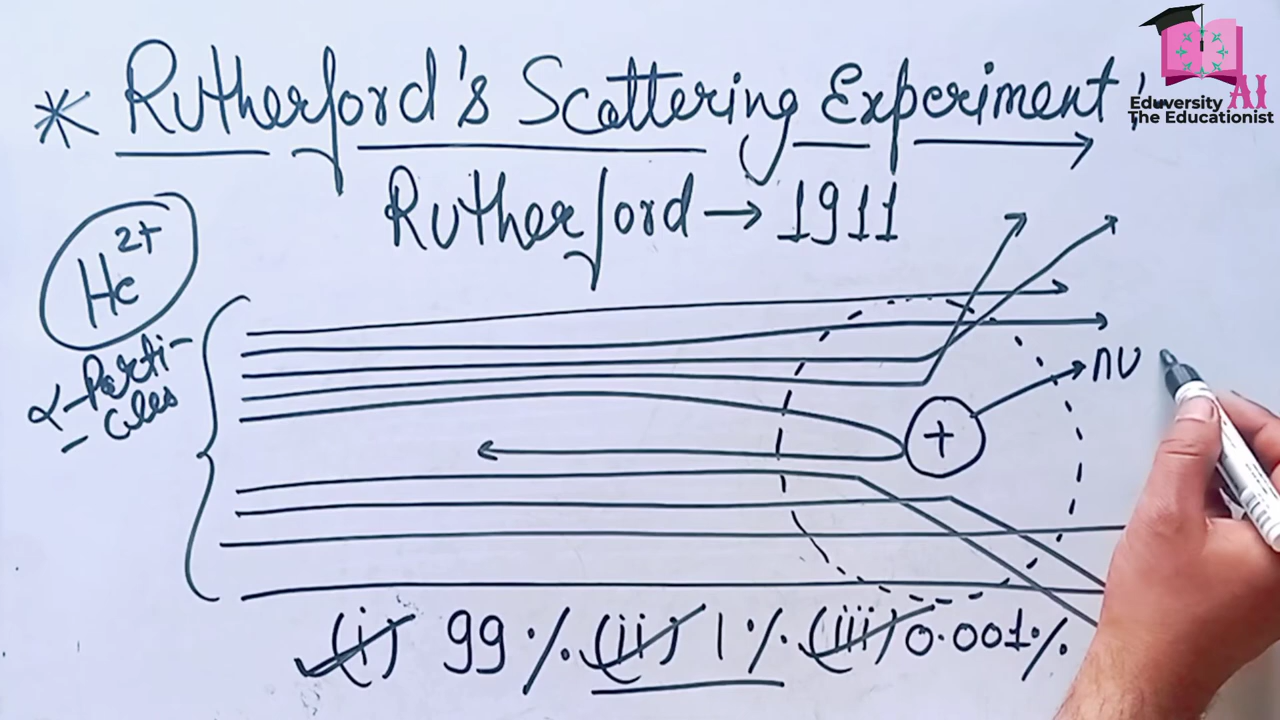 * Rutherford's Scattering Experiment:
Eduversity AI
The Educationist
Rutherford → 1911
He2+
α-Parti-
-cles
+
nu
(i) 99 % (ii) 1 % (iii) 0.001%